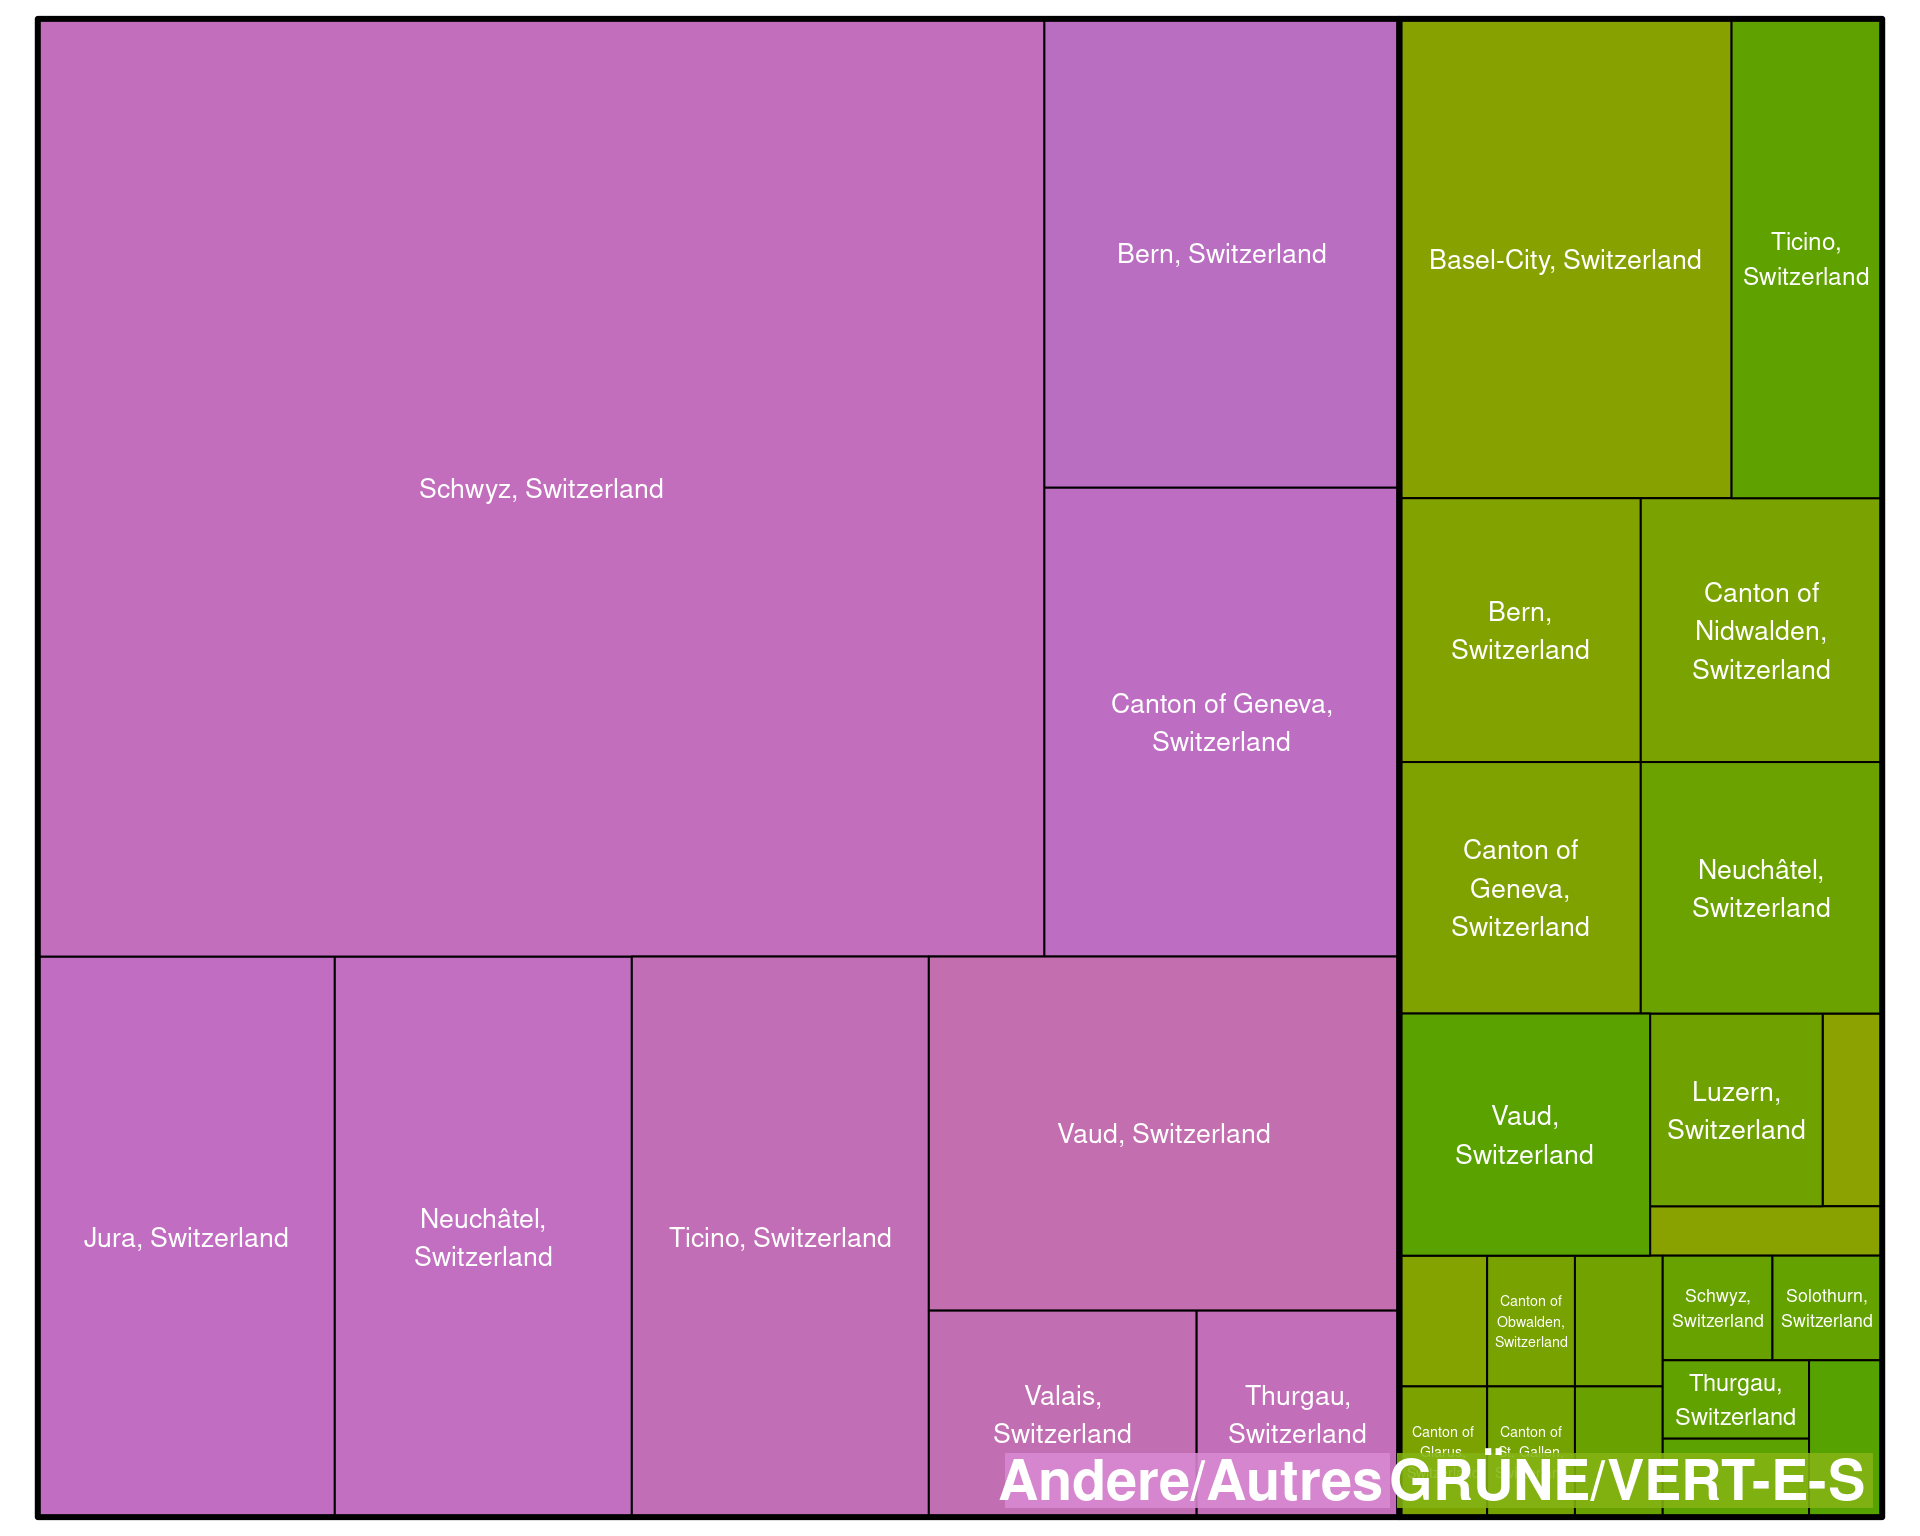 Schwyz, Switzerland
Bern, Switzerland
Canton of Geneva,
Switzerland
Jura, Switzerland
Neuchâtel,
Switzerland
Ticino, Switzerland
Vaud, Switzerland
Valais,
Switzerland
Thurgau,
Switzerland
Andere/Autres
Basel-City, Switzerland
Ticino,
Switzerland
Bern,
Switzerland
Canton of
Nidwalden,
Switzerland
Canton of
Geneva,
Switzerland
Neuchâtel,
Switzerland
Vaud,
Switzerland
Luzern,
Switzerland
Canton of
Obwalden,
Switzerland
Schwyz,
Switzerland
Solothurn,
Switzerland
Thurgau,
Switzerland
Canton of
Glarus,
Canton of
St. Gallen,
GRÜNE/VERT-E-S